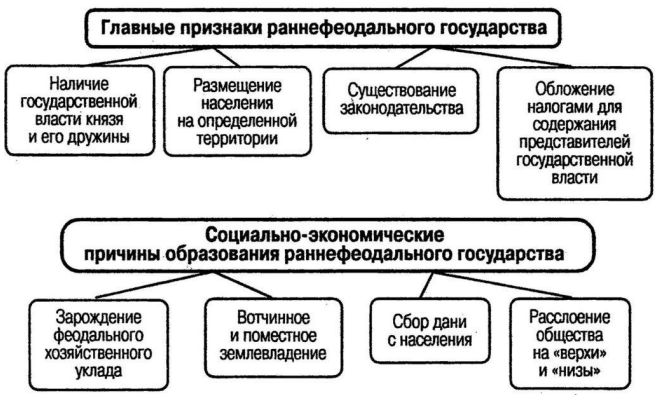 Главные признаки раннефеодального государства
Наличие
государственной
власти князя
и его дружины
Размещение
населения
на определенной
территории
Существование
законодательства
Обложение
налогами для
содержания
представителей
государственной
власти
Социально-экономические
причины образования раннефеодального государства
Зарождение
феодального
хозяйственного
уклада
Вотчинное
и поместное
землевладение
Сбор дани
с населения
Расслоение
общества
на «верхи»
и «низы»